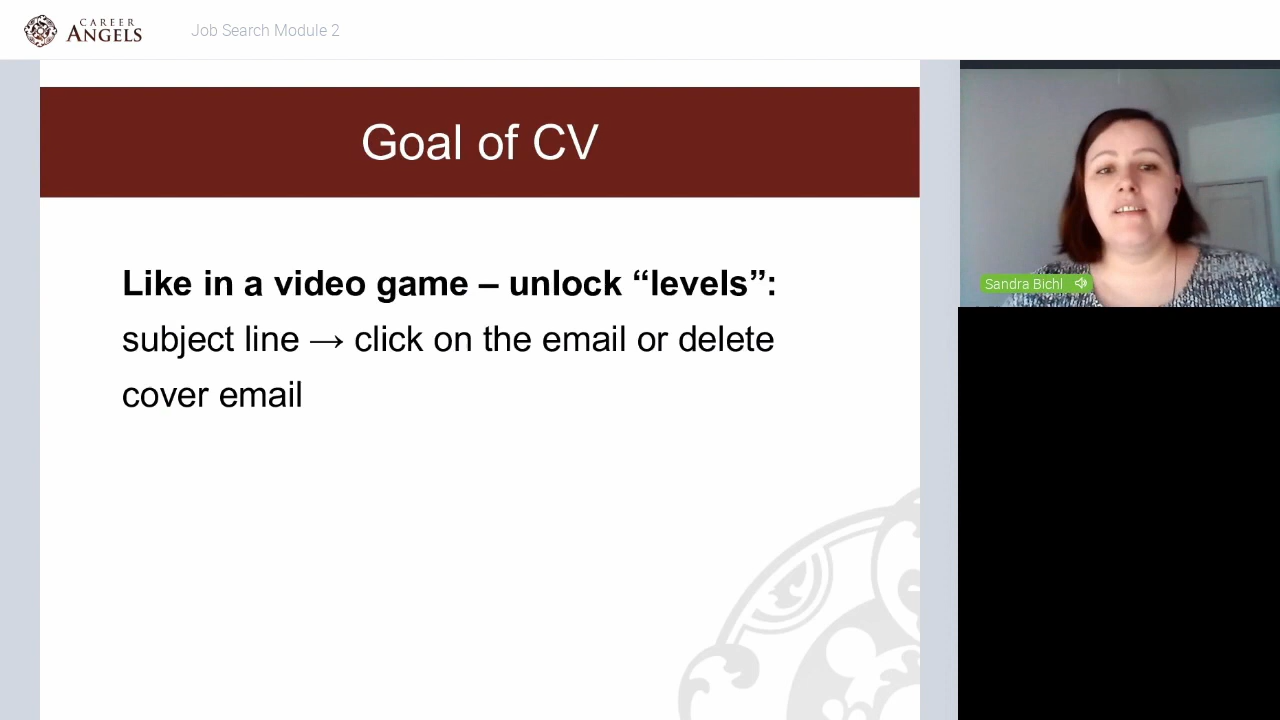 CAREER
ANGELS
Job Search Module 2
Goal of CV
Like in a video game – unlock “levels”:
subject line → click on the email or delete
cover email
Sandra Bichl